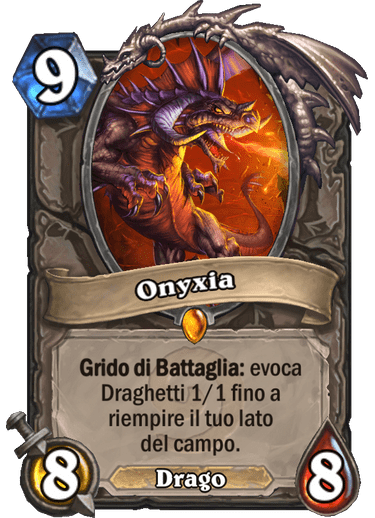 9
Onyxia
Grido di Battaglia: evoca
Draghetti 1/1 fino a
riempire il tuo lato
del campo.
8
Drago
8